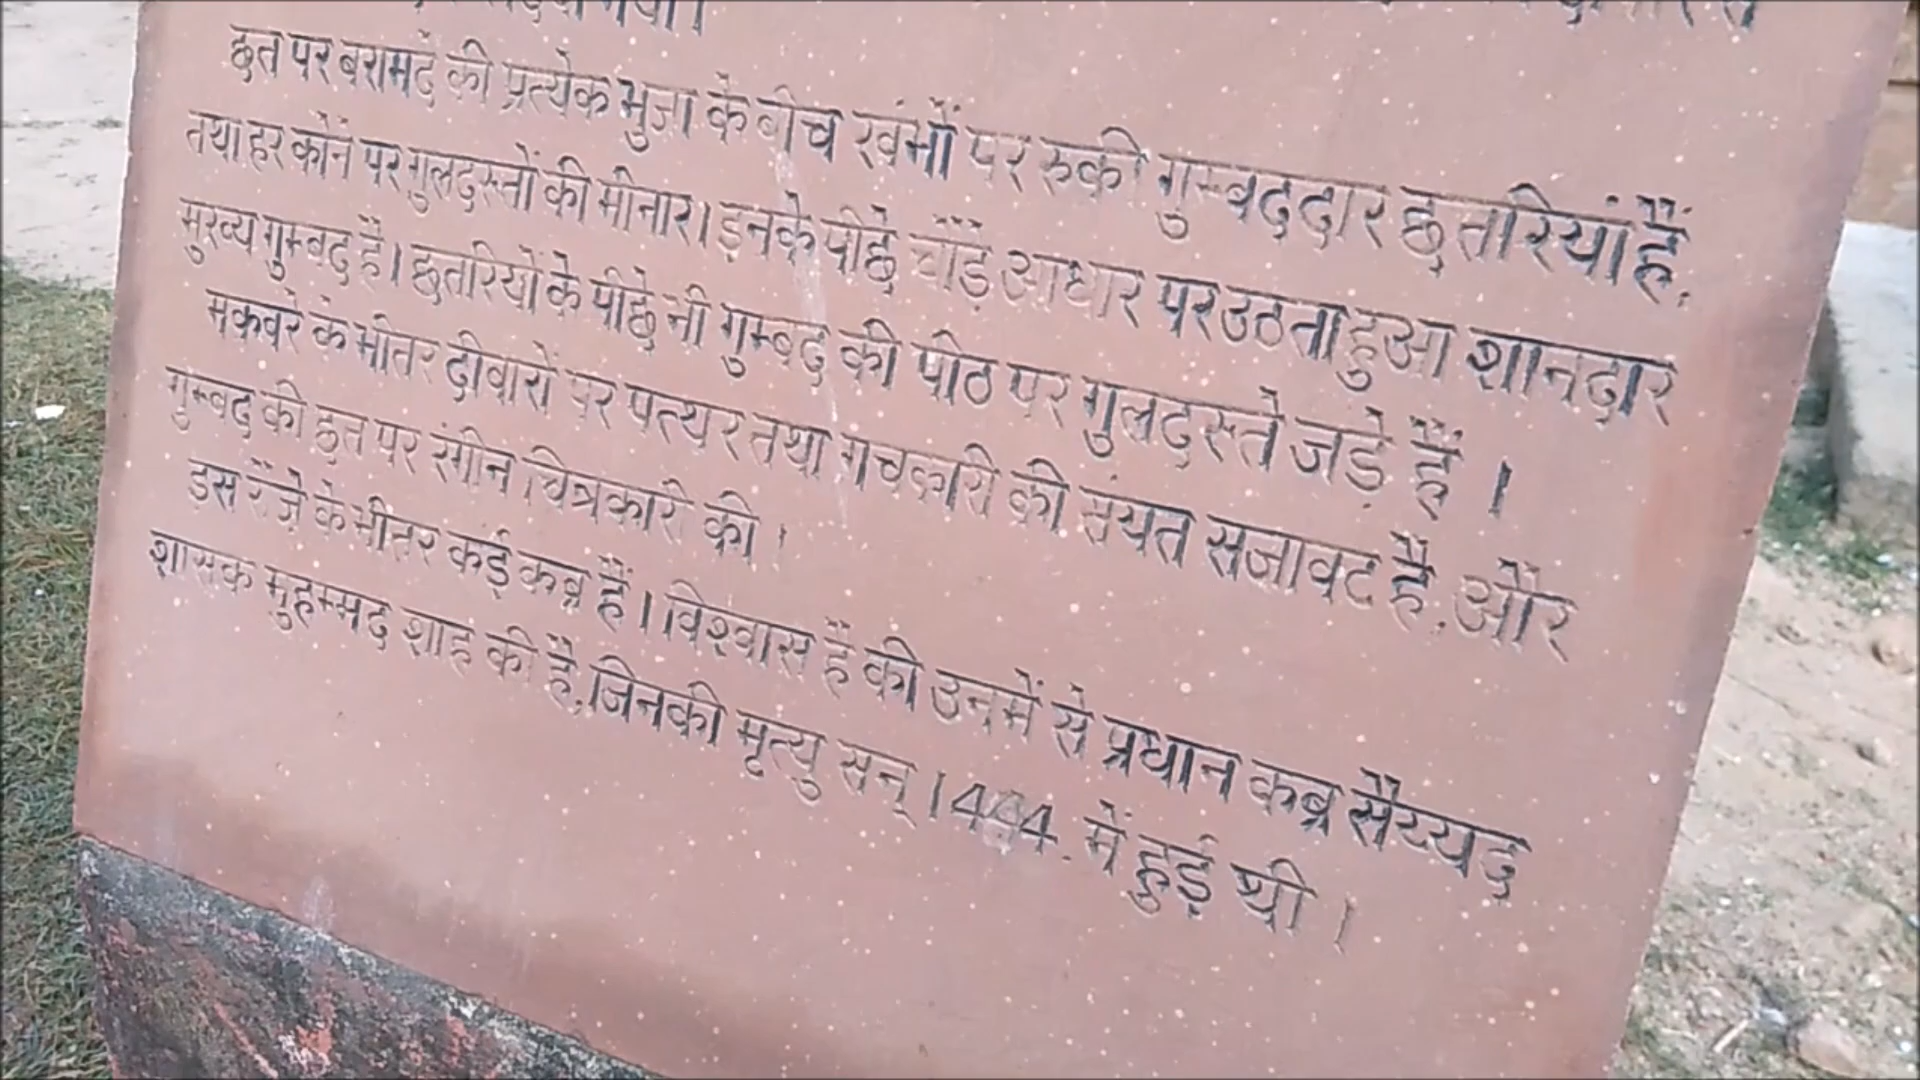 छत पर बरामदे की प्रत्येक भुजा के बीच खंभों पर रुकी गुम्बददार छतरियां हैं,
तथा हर कोने पर गुलदस्तों की मीनार। इनके पीछे चौड़े आधार पर उठता हुआ शानदार
मुख्य गुम्बद है। छतरियों के पीछे भी गुम्बद की पीठ पर गुलदस्ते जड़े हैं ।
मकबरे के भीतर दीवारों पर पत्थर तथा गचकारी की संयत सजावट है, और
गुम्बद की छत पर रंगीन चित्रकारी की।
इस रौज़े के भीतर कई कब्र हैं। विश्वास है की उनमें से प्रधान कब्र सैय्यद
शासक मुहम्मद शाह की है, जिनकी मृत्यु सन् 1444. में हुई थी ।